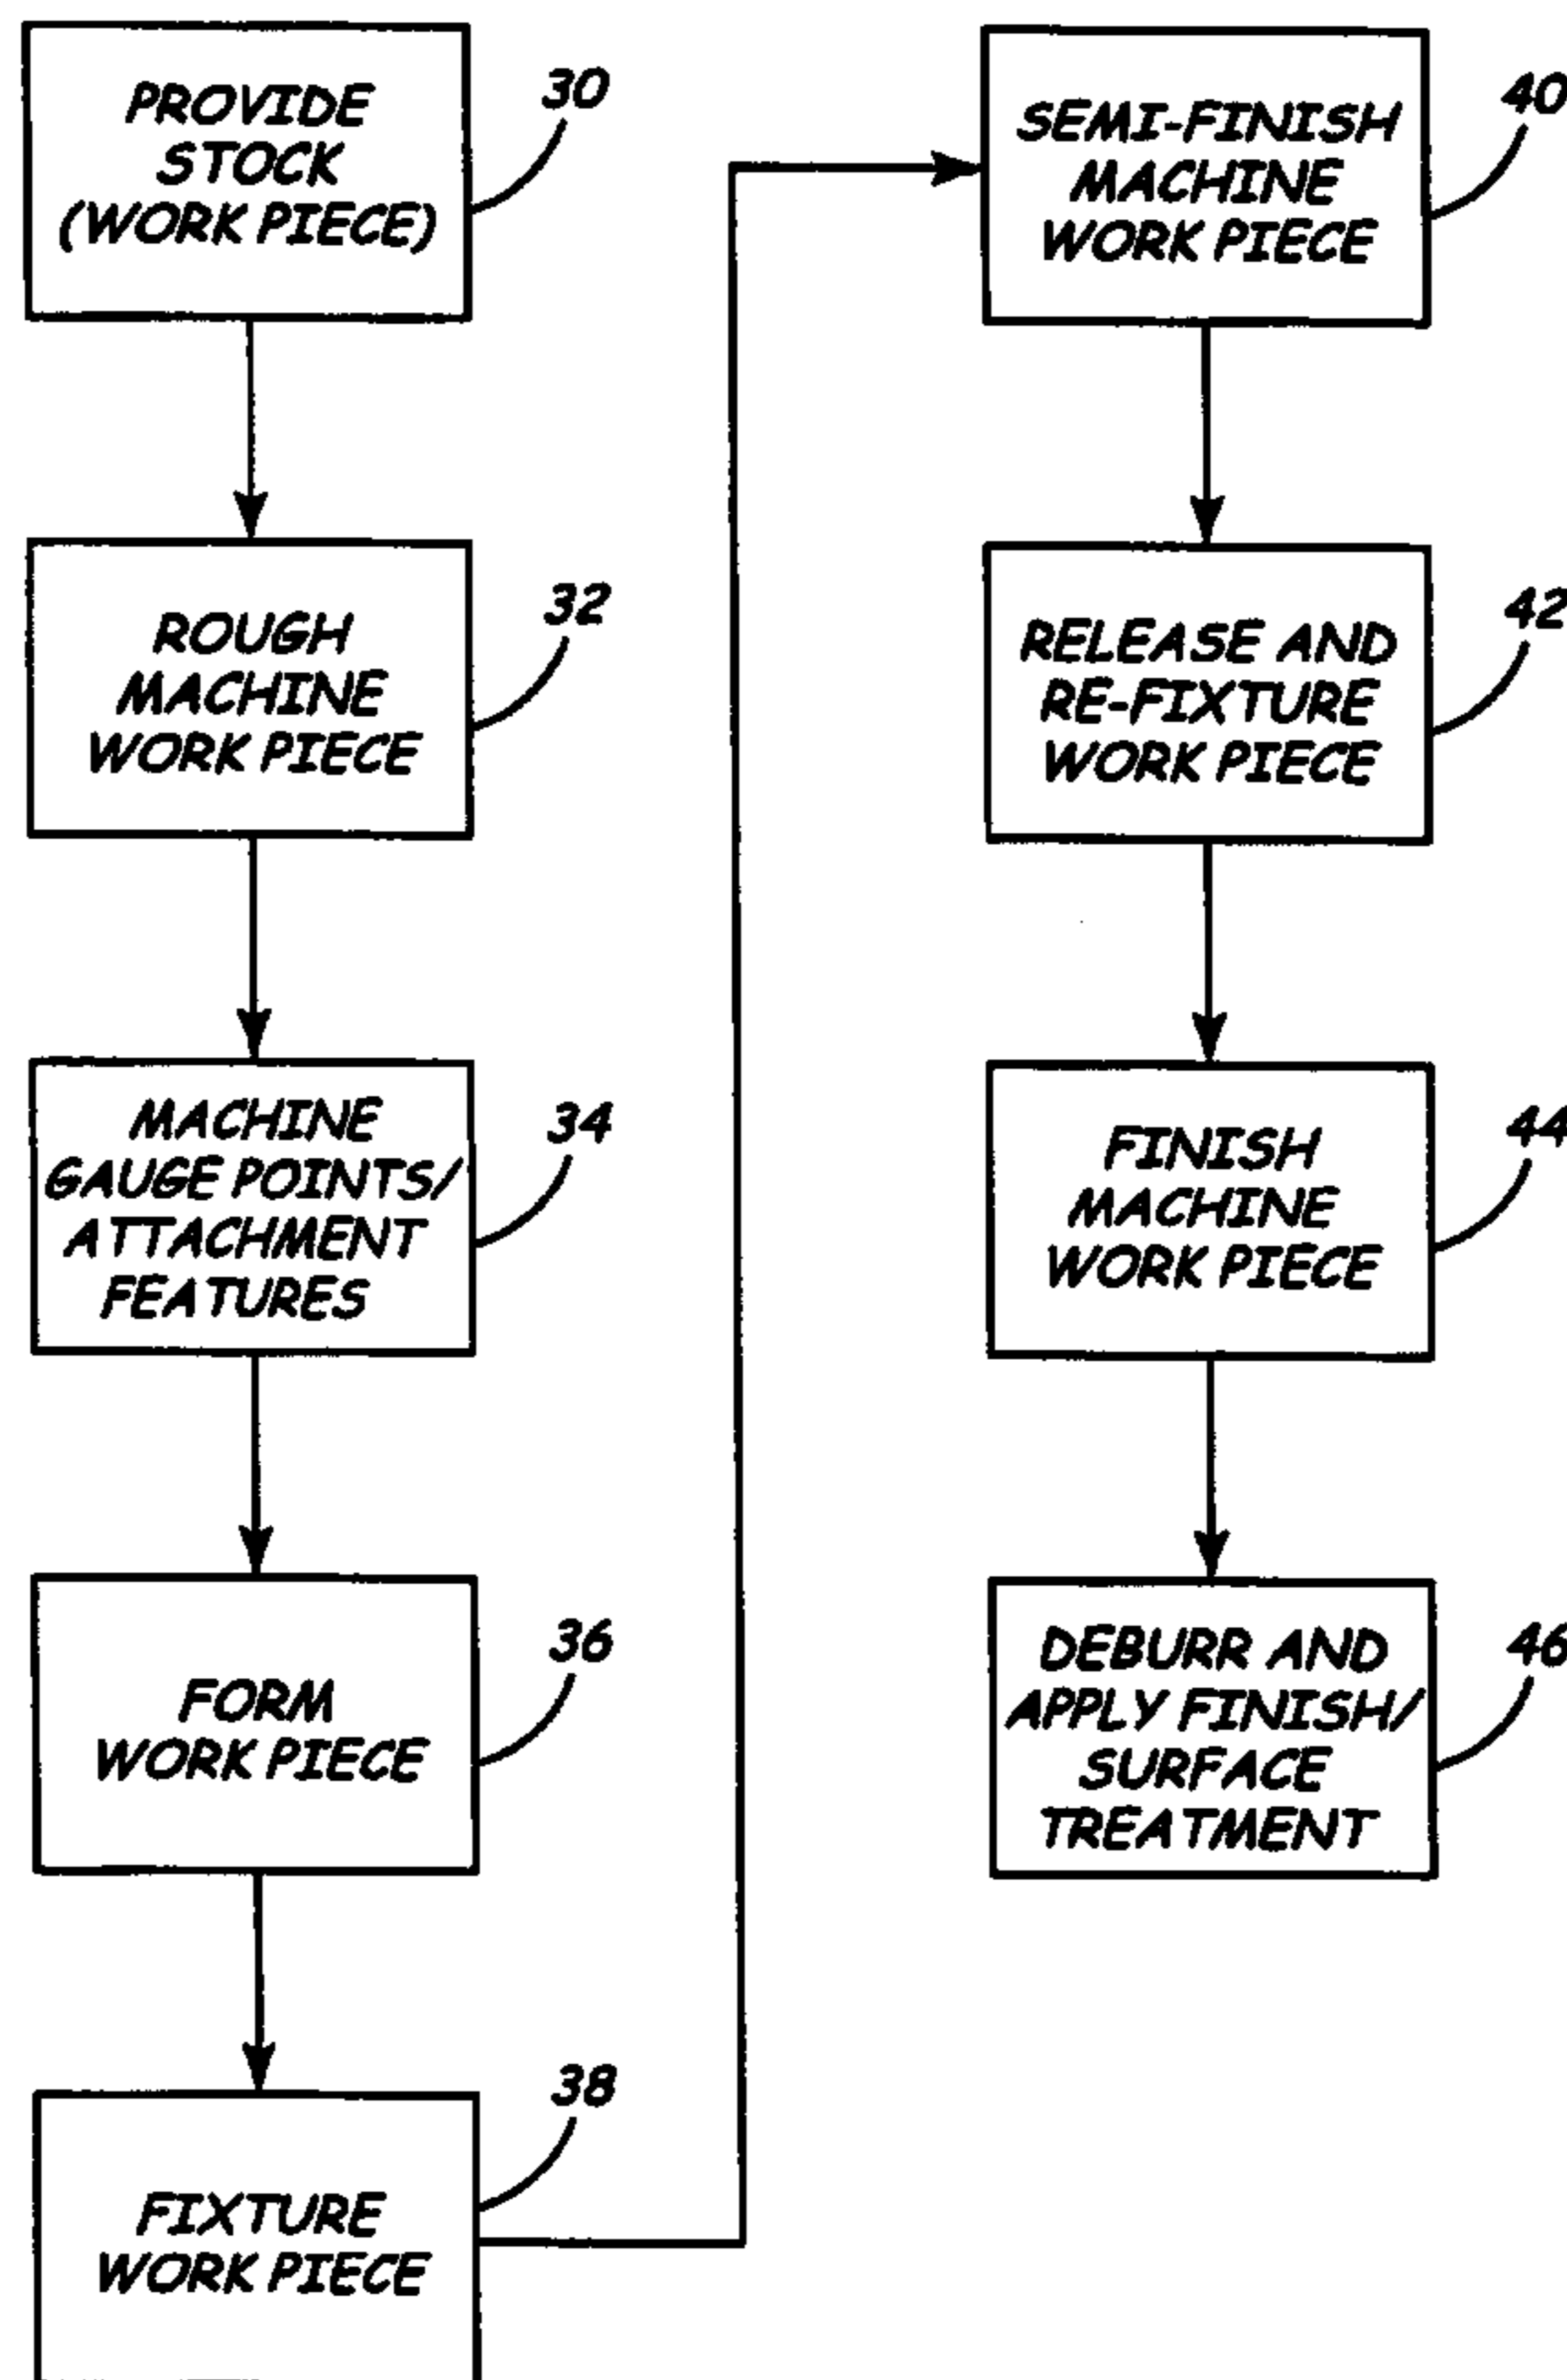 PROVIDE
STOCK
(WORK PIECE)
30
ROUGH
MACHINE
WORK PIECE
32
MACHINE
GAUGE POINTS/
ATTACHMENT
FEATURES
34
FORM
WORK PIECE
36
FIXTURE
WORK PIECE
38
SEMI-FINISH
MACHINE
WORK PIECE
40
RELEASE AND
RE-FIXTURE
WORK PIECE
42
FINISH
MACHINE
WORK PIECE
44
DEBURR AND
APPLY FINISH/
SURFACE
TREATMENT
46